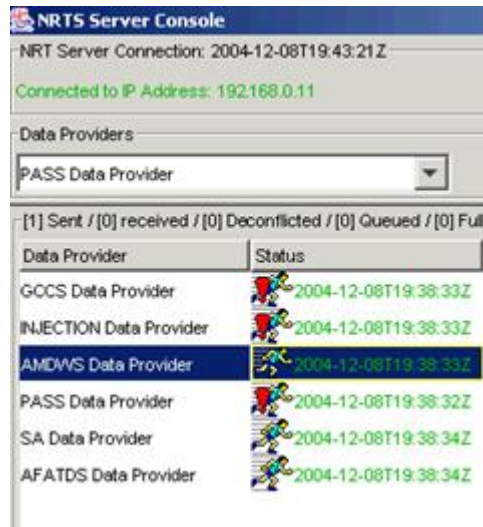 NRTS Server Console
NRT Server Connection: 2004-12-08T19:43:21Z
Connected to IP Address: 192.168.0.11
Data Providers
PASS Data Provider
[1] Sent / [0] received / [0] Deconflicted / [0] Queued / [0] Full
Data Provider Status
GCCS Data Provider 2004-12-08T19:38:33Z
INJECTION Data Provider 2004-12-08T19:38:33Z
AMDWS Data Provider 2004-12-08T19:38:33Z
PASS Data Provider 2004-12-08T19:38:32Z
SA Data Provider 2004-12-08T19:38:34Z
AFATDS Data Provider 2004-12-08T19:38:34Z